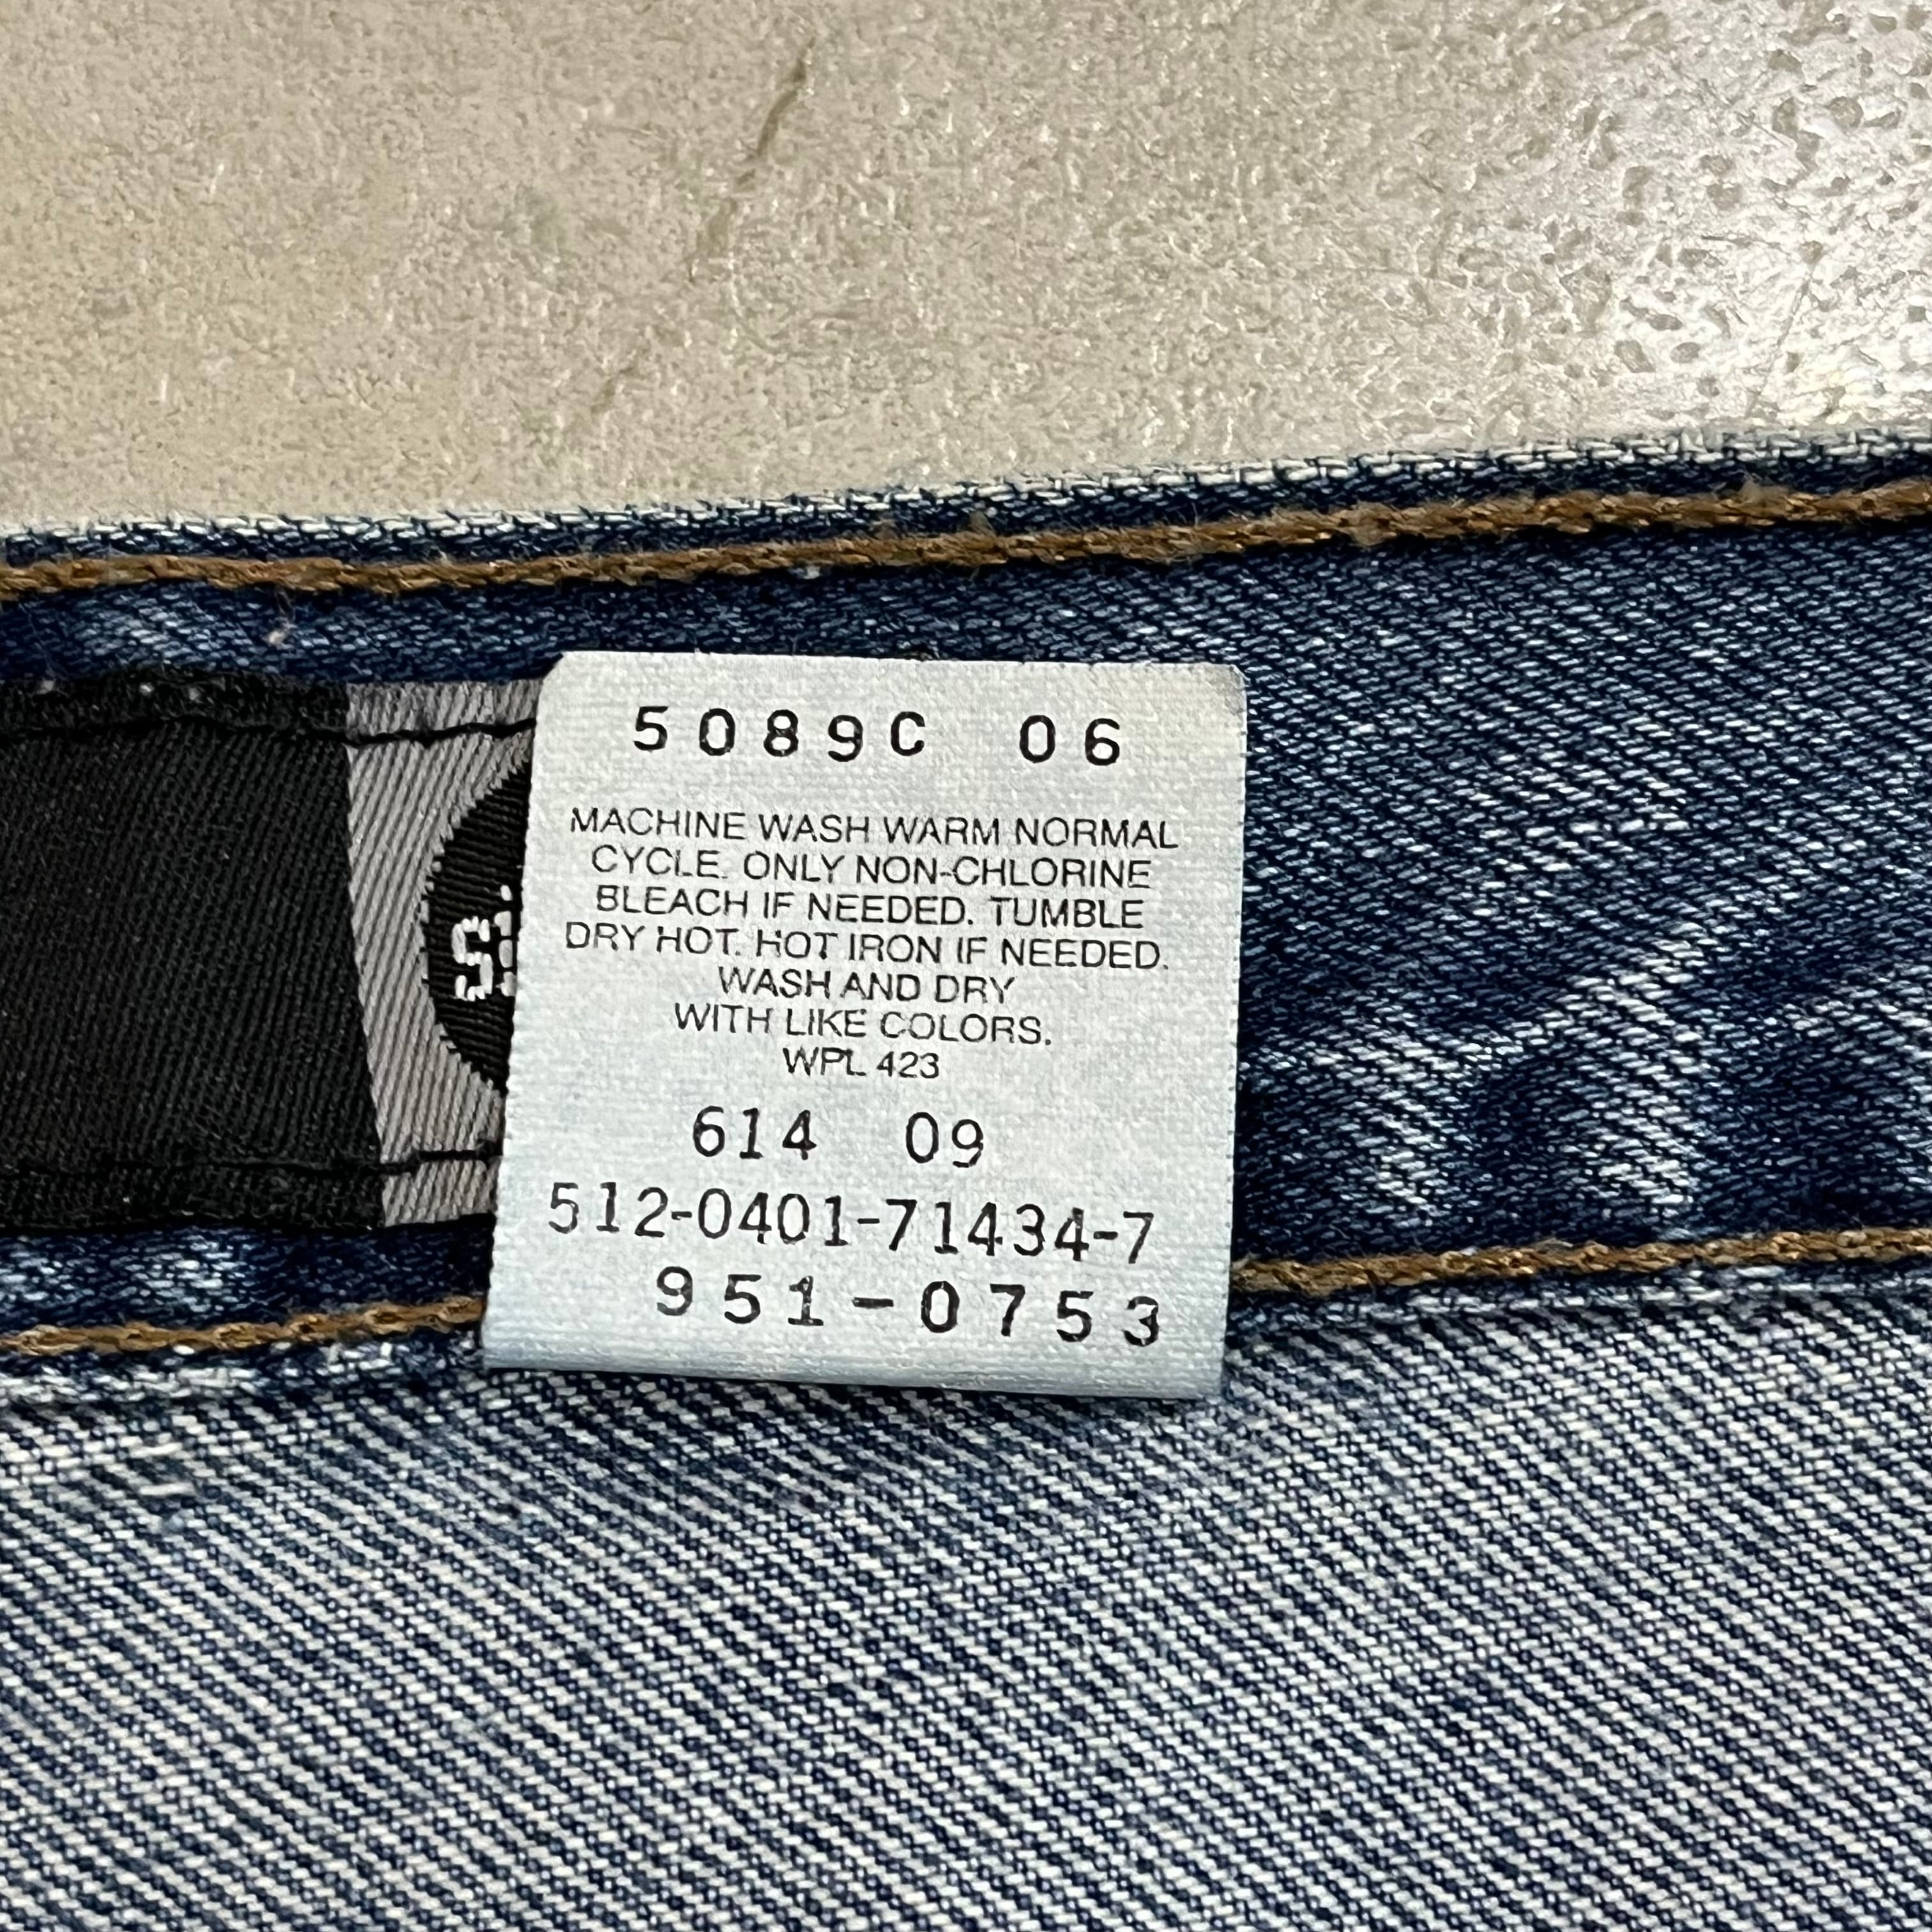 5089C 06
MACHINE WASH WARM NORMAL
CYCLE. ONLY NON-CHLORINE
BLEACH IF NEEDED. TUMBLE
DRY HOT. HOT IRON IF NEEDED.
WASH AND DRY
WITH LIKE COLORS.
WPL 423
614 09
512-0401-71434-7
951-0753